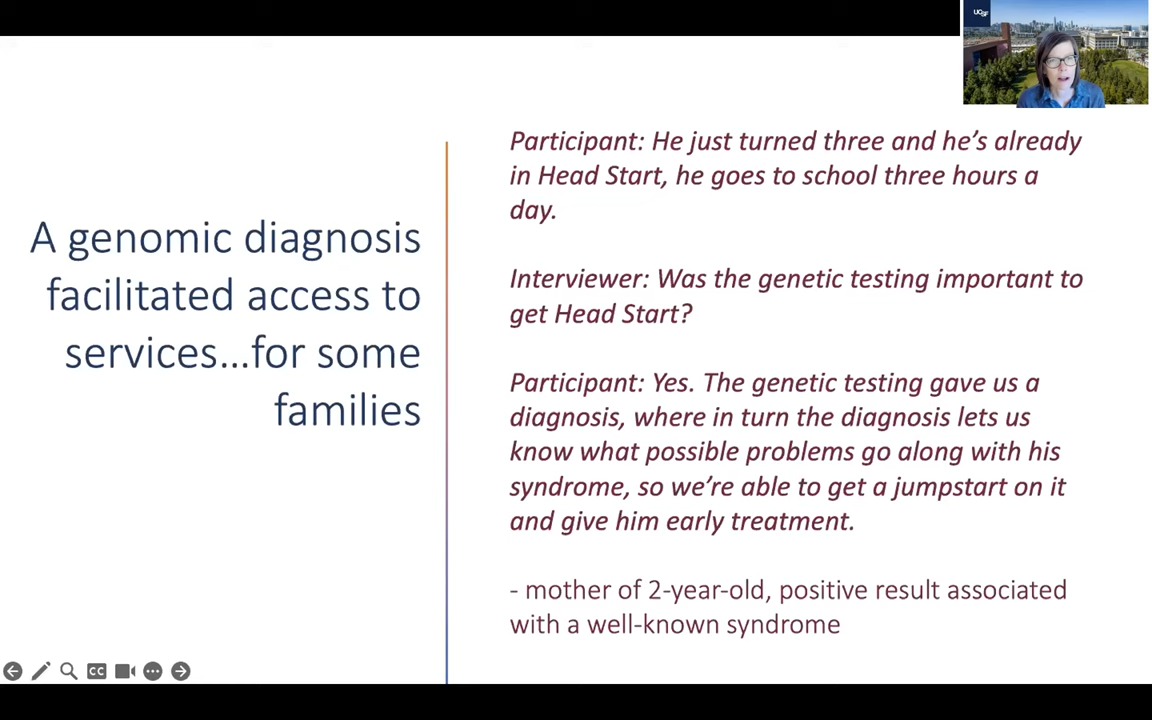 UCSF
A genomic diagnosis
facilitated access to
services...for some
families
Participant: He just turned three and he’s already
in Head Start, he goes to school three hours a
day.
Interviewer: Was the genetic testing important to
get Head Start?
Participant: Yes. The genetic testing gave us a
diagnosis, where in turn the diagnosis lets us
know what possible problems go along with his
syndrome, so we’re able to get a jumpstart on it
and give him early treatment.
- mother of 2-year-old, positive result associated
with a well-known syndrome
CC